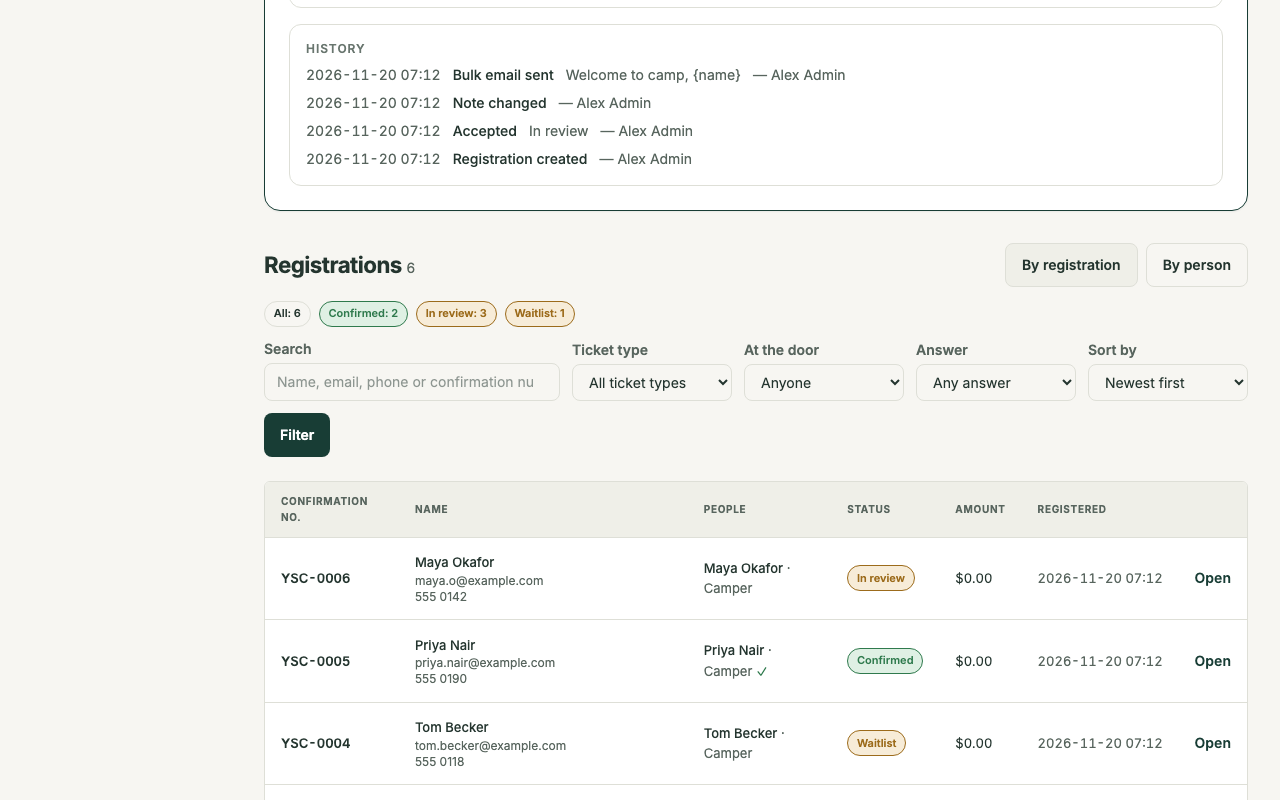 HISTORY
2026-11-20 07:12 Bulk email sent Welcome to camp, {name} — Alex Admin
2026-11-20 07:12 Note changed — Alex Admin
2026-11-20 07:12 Accepted In review — Alex Admin
2026-11-20 07:12 Registration created — Alex Admin
Registrations 6
By registration By person
All: 6 Confirmed: 2 In review: 3 Waitlist: 1
Search Ticket type At the door Answer Sort by
Name, email, phone or confirmation nu All ticket types Anyone Any answer Newest first
Filter
CONFIRMATION NO. NAME PEOPLE STATUS AMOUNT REGISTERED
YSC-0006
Maya Okafor
maya.o@example.com
555 0142
Maya Okafor ·
Camper
In review
$0.00
2026-11-20 07:12
Open
YSC-0005
Priya Nair
priya.nair@example.com
555 0190
Priya Nair ·
Camper ✓
Confirmed
$0.00
2026-11-20 07:12
Open
YSC-0004
Tom Becker
tom.becker@example.com
555 0118
Tom Becker ·
Camper
Waitlist
$0.00
2026-11-20 07:12
Open